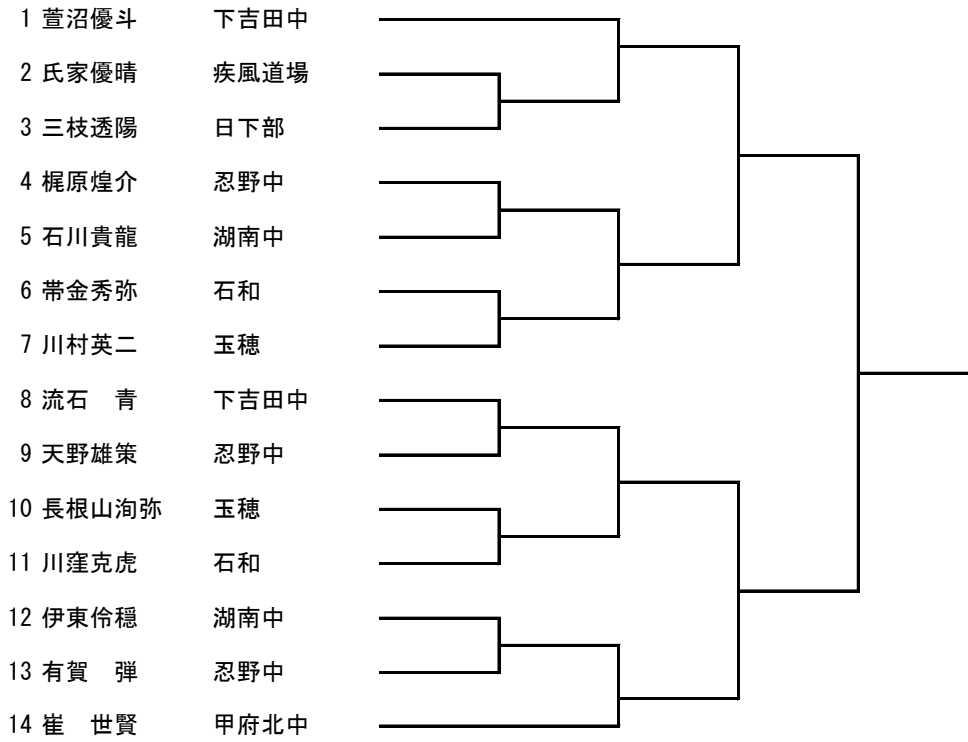 1 萱沼優斗 下吉田中
2 氏家優晴 疾風道場
3 三枝透陽 日下部
4 梶原煌介 忍野中
5 石川貴龍 湖南中
6 帯金秀弥 石和
7 川村英二 玉穂
8 流石　青 下吉田中
9 天野雄策 忍野中
10 長根山洵弥 玉穂
11 川窪克虎 石和
12 伊東伶穏 湖南中
13 有賀　弾 忍野中
14 崔　世賢 甲府北中